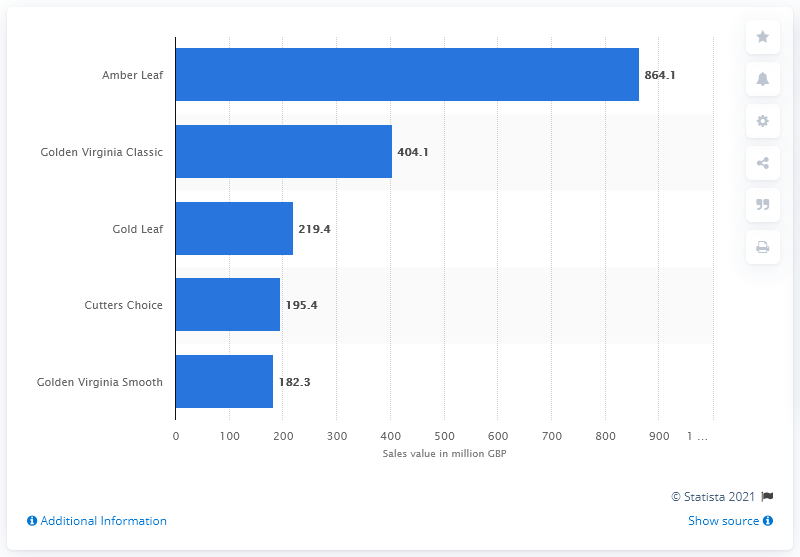 Amber Leaf 864.1
Golden Virginia Classic 404.1
Gold Leaf 219.4
Cutters Choice 195.4
Golden Virginia Smooth 182.3
0 100 200 300 400 500 600 700 800 900 1 ...
Sales value in million GBP
© Statista 2021
Additional Information Show source